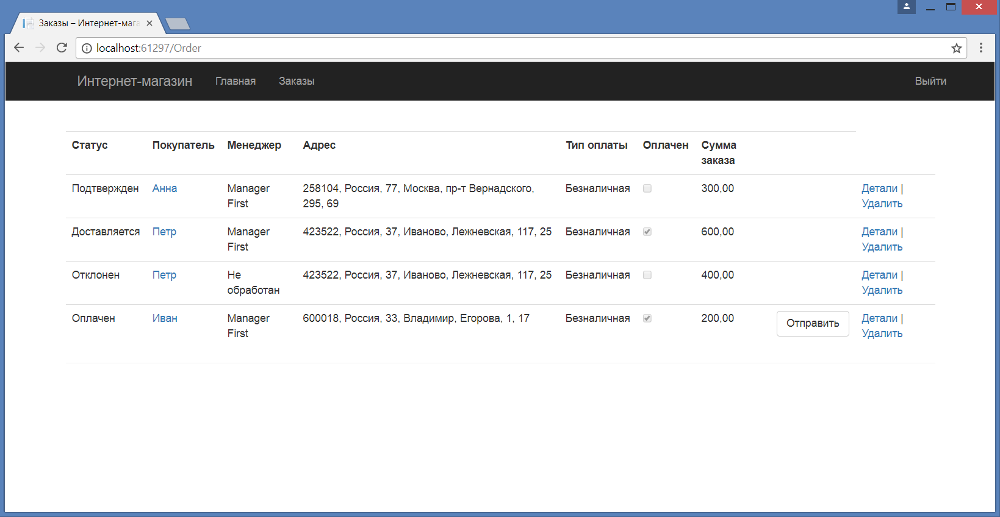 Заказы – Интернет-мага
localhost:61297/Order
Интернет-магазин Главная Заказы Выйти
Статус Покупатель Менеджер Адрес Тип оплаты Оплачен Сумма
заказа
Подтвержден Анна Manager 258104, Россия, 77, Москва, пр-т Вернадского, Безналичная 300,00 Детали |
First 295, 69 Удалить
Доставляется Петр Manager 423522, Россия, 37, Иваново, Лежневская, 117, 25 Безналичная 600,00 Детали |
First Удалить
Отклонен Петр Не 423522, Россия, 37, Иваново, Лежневская, 117, 25 Безналичная 400,00 Детали |
обработан Удалить
Оплачен Иван Manager 600018, Россия, 33, Владимир, Егорова, 1, 17 Безналичная 200,00 Отправить Детали |
First Удалить